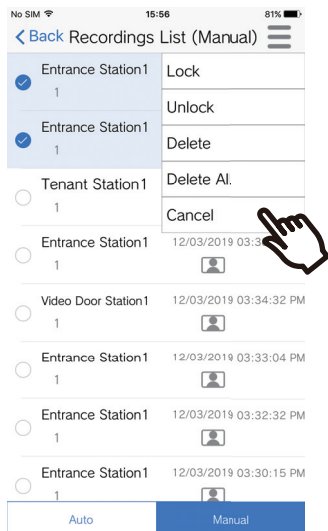 No SIM 15:56 81%
Back Recordings List (Manual)
Entrance Station1
1
Lock
Unlock
Entrance Station1
1
Delete
Delete Al.
Tenant Station1
1
Cancel
Entrance Station1 12/03/2019 03:3
1
Video Door Station1 12/03/2019 03:34:32 PM
1
Entrance Station1 12/03/2019 03:33:04 PM
1
Entrance Station1 12/03/2019 03:32:32 PM
1
Entrance Station1 12/03/2019 03:30:15 PM
1
Auto Manual